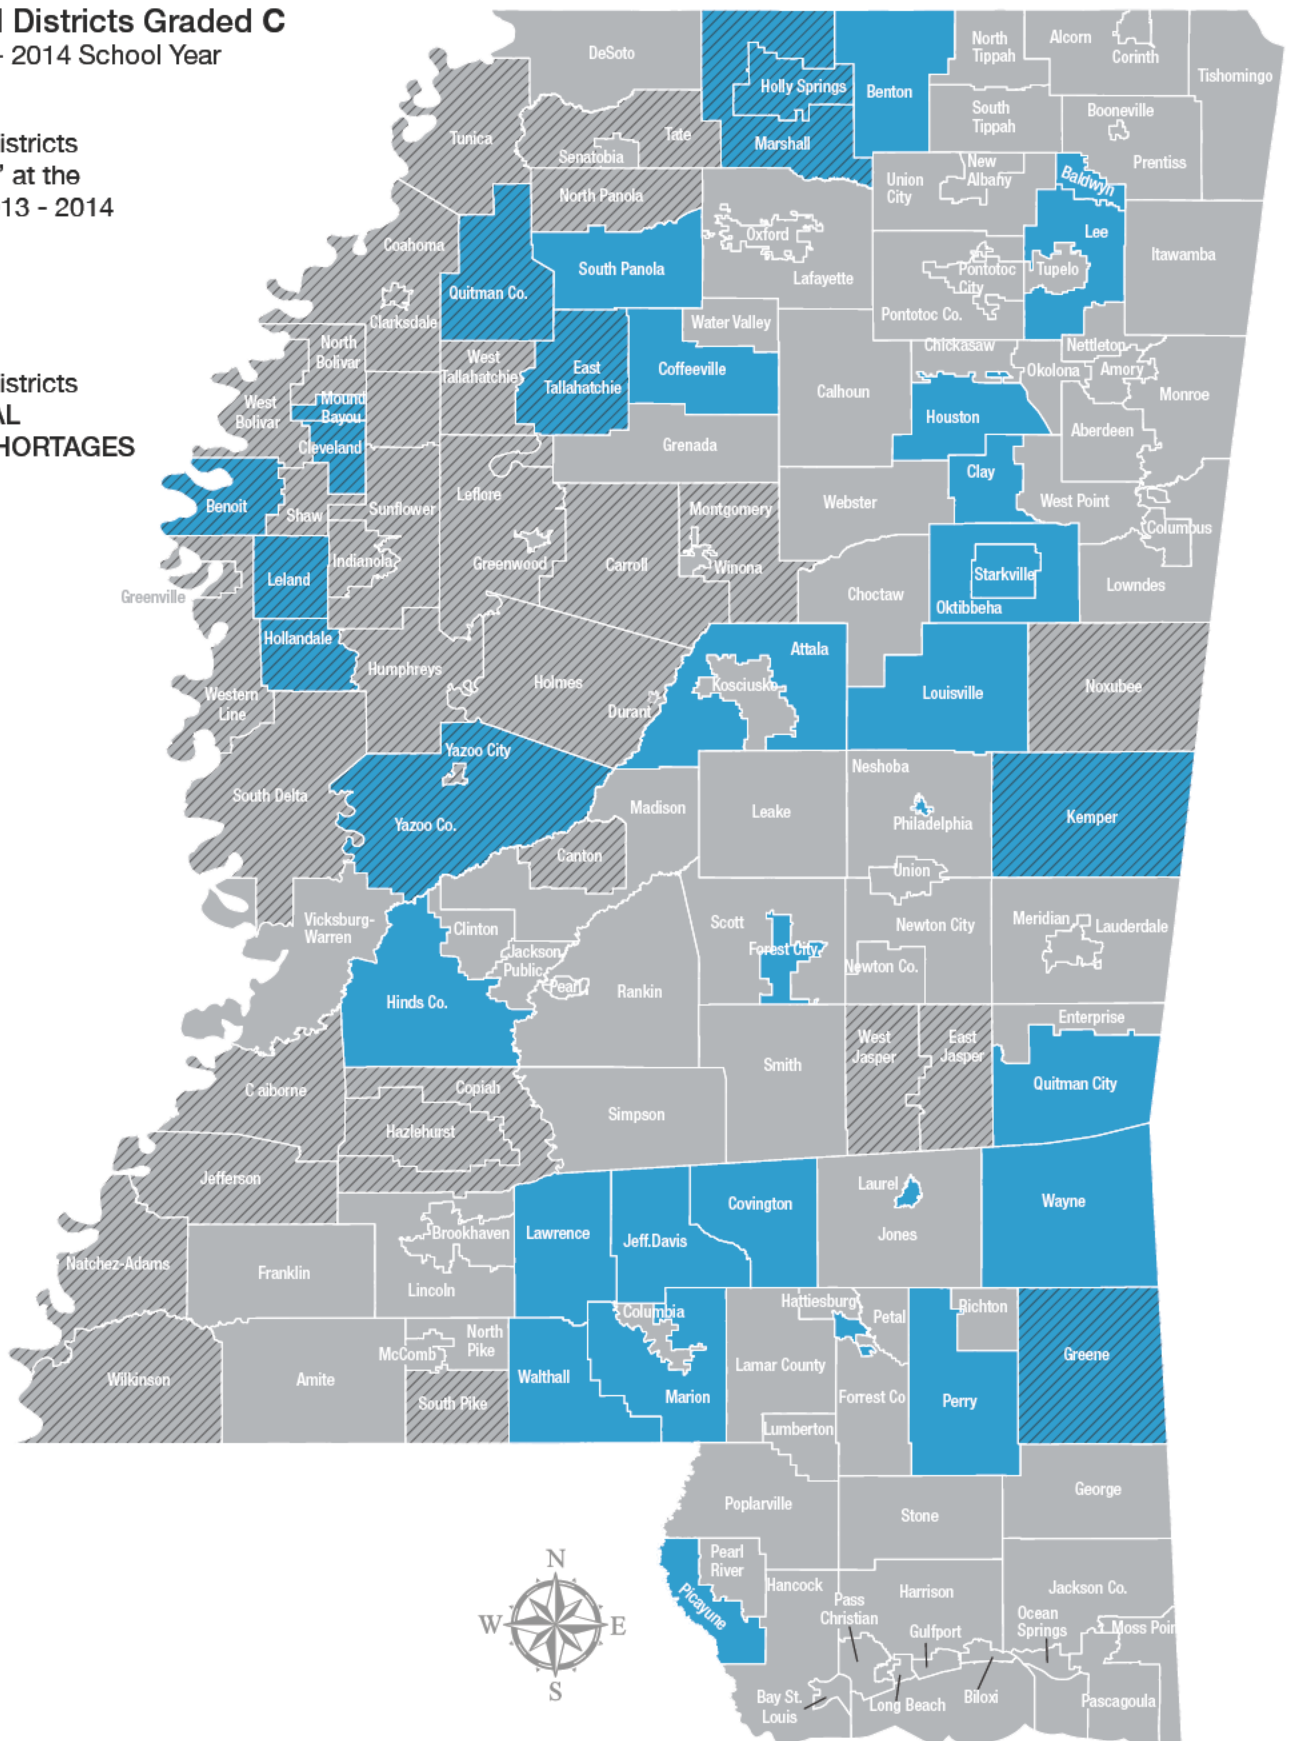 l Districts Graded C
- 2014 School Year
istricts
” at the
13 - 2014
istricts
AL
HORTAGES
DeSoto
North
Tippah
Alcorn
Corinth
Tishomingo
Holly Springs
Benton
Marshall
South
Tippah
Booneville
Prentiss
Tunica
Tate
Senatobia
North Panola
Union
City
New
Albany
Baldwyn
Lee
Itawamba
Coahoma
Oxford
Lafayette
South Panola
Quitman Co.
Clarksdale
Pontotoc
City
Tupelo
Pontotoc Co.
Water Valley
North
Bolivar
West
Tallahatchie
East
Tallahatchie
Coffeeville
Calhoun
Chickasaw
Okolona
Nettleton
Amory
Monroe
West
Bolivar
Mound
Bayou
Cleveland
Houston
Aberdeen
Grenada
Clay
West Point
Columbus
Benoit
Shaw
Sunflower
Leflore
Montgomery
Webster
Greenville
Leland
Indianola
Greenwood
Carroll
Winona
Choctaw
Starkville
Oktibbeha
Lowndes
Hollandale
Humphreys
Holmes
Durant
Attala
Kosciusko
Louisville
Noxubee
Western
Line
Yazoo City
South Delta
Yazoo Co.
Madison
Canton
Leake
Neshoba
Philadelphia
Kemper
Union
Vicksburg-
Warren
Clinton
Jackson
Public
Pearl
Rankin
Scott
Forest City
Newton City
Newton Co.
Meridian
Lauderdale
Hinds Co.
Enterprise
Smith
West
Jasper
East
Jasper
Quitman City
C aiborne
Copiah
Hazlehurst
Simpson
Jefferson
Covington
Laurel
Jones
Wayne
Natchez-Adams
Franklin
Brookhaven
Lincoln
Lawrence
Jeff.Davis
Columbia
Hattiesburg
Petal
Richton
Greene
Wilkinson
Amite
McComb
North
Pike
South Pike
Walthall
Marion
Lamar County
Forrest Co
Perry
Lumberton
Poplarville
Stone
George
Pearl
River
Picayune
Hancock
Pass
Christian
Harrison
Gulfport
Jackson Co.
Ocean
Springs
Moss Poin
Bay St.
Louis
Long Beach
Biloxi
Pascagoula
N
W
E
S